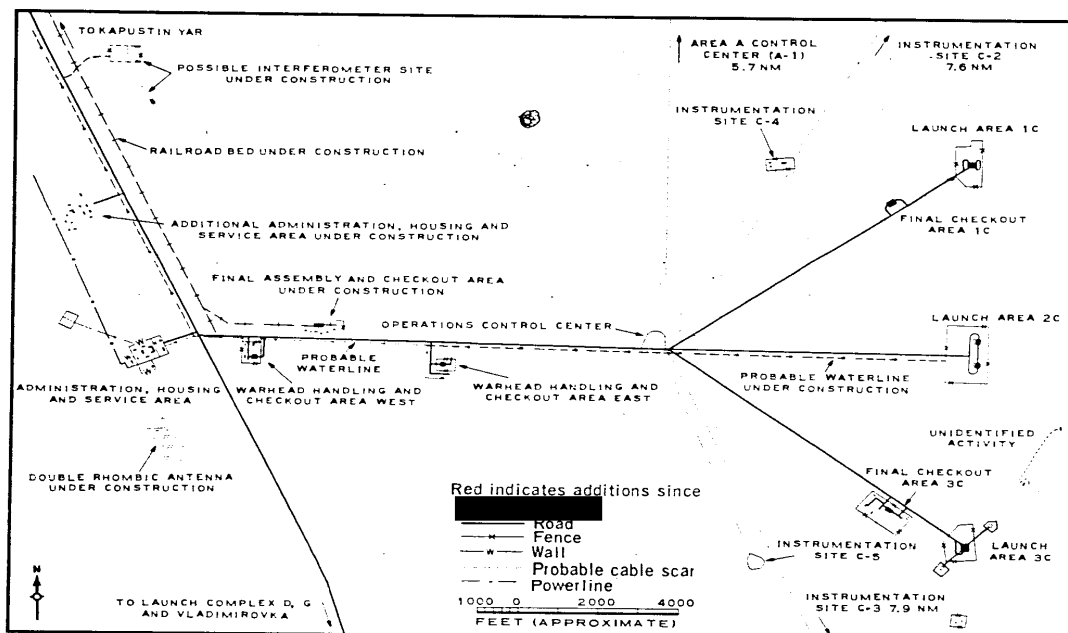 TO KAPUSTIN YAR
POSSIBLE INTERFEROMETER SITE
UNDER CONSTRUCTION
AREA A CONTROL
CENTER (A-1)
5.7 NM
INSTRUMENTATION
SITE C-2
7.6 NM
INSTRUMENTATION
SITE C-4
LAUNCH AREA 1C
RAILROAD BED UNDER CONSTRUCTION
FINAL CHECKOUT
AREA 1C
ADDITIONAL ADMINISTRATION, HOUSING AND
SERVICE AREA UNDER CONSTRUCTION
FINAL ASSEMBLY AND CHECKOUT AREA
UNDER CONSTRUCTION
OPERATIONS CONTROL CENTER
LAUNCH AREA 2C
W
W
W
PROBABLE
WATERLINE
PROBABLE WATERLINE
UNDER CONSTRUCTION
ADMINISTRATION, HOUSING
AND SERVICE AREA
WARHEAD HANDLING AND
CHECKOUT AREA WEST
WARHEAD HANDLING AND
CHECKOUT AREA EAST
UNIDENTIFIED
ACTIVITY
DOUBLE RHOMBIC ANTENNA
UNDER CONSTRUCTION
FINAL CHECKOUT
AREA 3C
Red indicates additions since
Road
Fence
W Wall
Probable cable scar
Powerline
INSTRUMENTATION
SITE C-5
LAUNCH
AREA 3C
N
TO LAUNCH COMPLEX D, G
AND VLADIMIROVKA
1000 0 2000 4000
FEET (APPROXIMATE)
INSTRUMENTATION
SITE C-3 7.9 NM